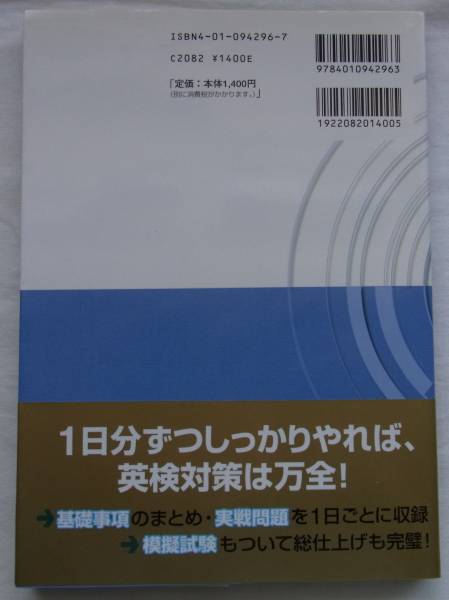 ISBN4-01-094296-7
C2082 ¥1400E
「定価：本体1,400円
（別に消費税がかかります。）」
9784010942963
1922082014005
1日分ずつしっかりやれば、
英検対策は万全！
→基礎事項のまとめ・実戦問題を1日ごとに収録
→模擬試験もついて総仕上げも完璧！